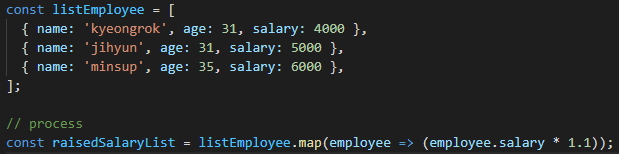 const listEmployee = [
  { name: 'kyeongrok', age: 31, salary: 4000 },
  { name: 'jihyun', age: 31, salary: 5000 },
  { name: 'minsup', age: 35, salary: 6000 },
];

// process
const raisedSalaryList = listEmployee.map(employee => (employee.salary * 1.1));